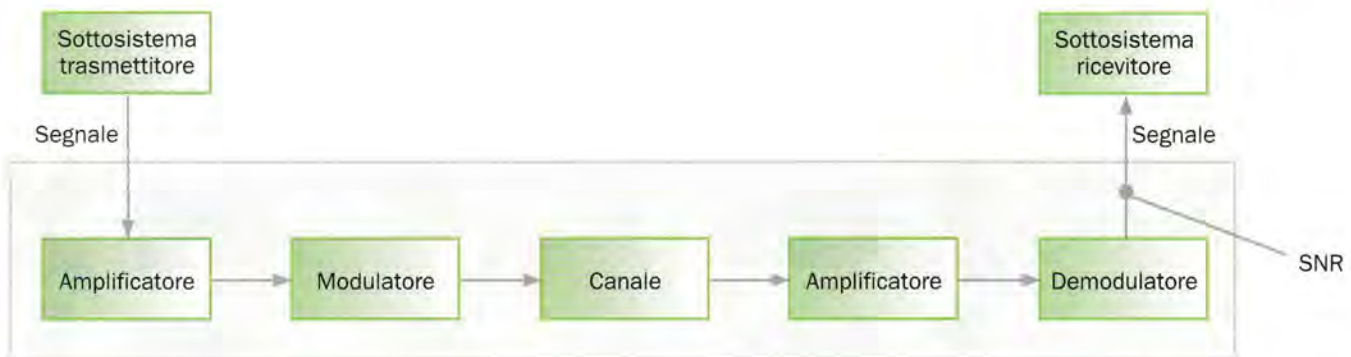 Sottosistema
trasmettitore
Sottosistema
ricevitore
Segnale
Segnale
Amplificatore
Modulatore
Canale
Amplificatore
Demodulatore
SNR